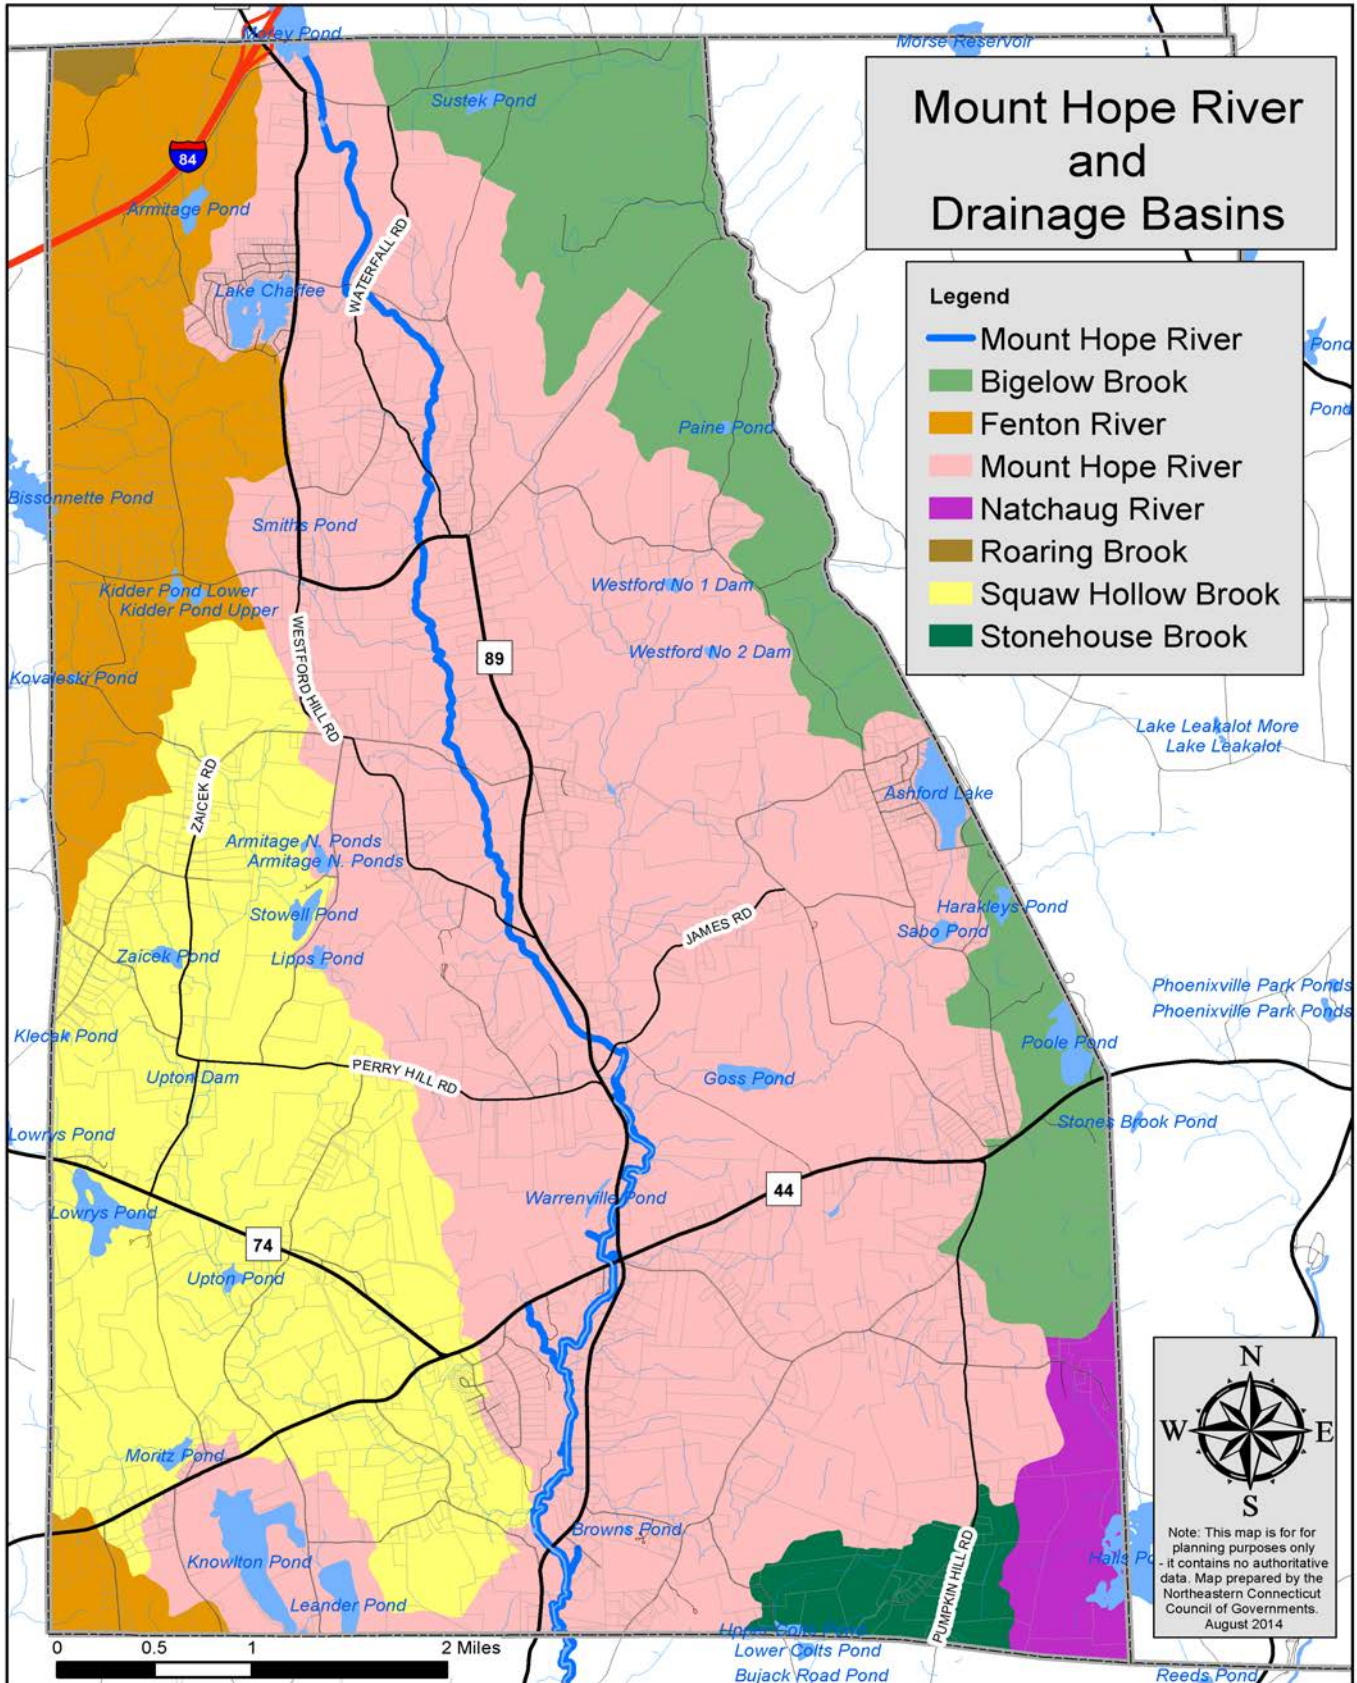 Morey Pond
Morse Reservoir
Mount Hope River
and
Drainage Basins
Sustek Pond
84
Armitage Pond
WATERFALL RD
Lake Chaffee
Legend
Mount Hope River
Bigelow Brook
Fenton River
Mount Hope River
Natchaug River
Roaring Brook
Squaw Hollow Brook
Stonehouse Brook
Pond
Pond
Paine Pond
Bissonnette Pond
Smiths Pond
Kidder Pond Lower
Kidder Pond Upper
Westford No 1 Dam
Westford No 2 Dam
89
WESTFORD HILL RD
Kovaleski Pond
Lake Leakalot More
Lake Leakalot
ZAICEK RD
Ashford Lake
Armitage N. Ponds
Armitage N. Ponds
Stowell Pond
JAMES RD
Harakleys Pond
Sabo Pond
Zaicek Pond
Lipps Pond
Phoenixville Park Ponds
Phoenixville Park Ponds
Klecak Pond
Poole Pond
Upton Dam
PERRY HILL RD
Goss Pond
Lowrys Pond
Stones Brook Pond
Lowrys Pond
Warrenville Pond
44
74
Upton Pond
N
W
E
S
Moritz Pond
Browns Pond
Knowlton Pond
Leander Pond
PUMPKIN HILL RD
Halls Po
Note: This map is for for
planning purposes only
- it contains no authoritative
data. Map prepared by the
Northeastern Connecticut
Council of Governments.
August 2014
Upper Colts Pond
Lower Colts Pond
Bujack Road Pond
Reeds Pond
0 0.5 1 2 Miles